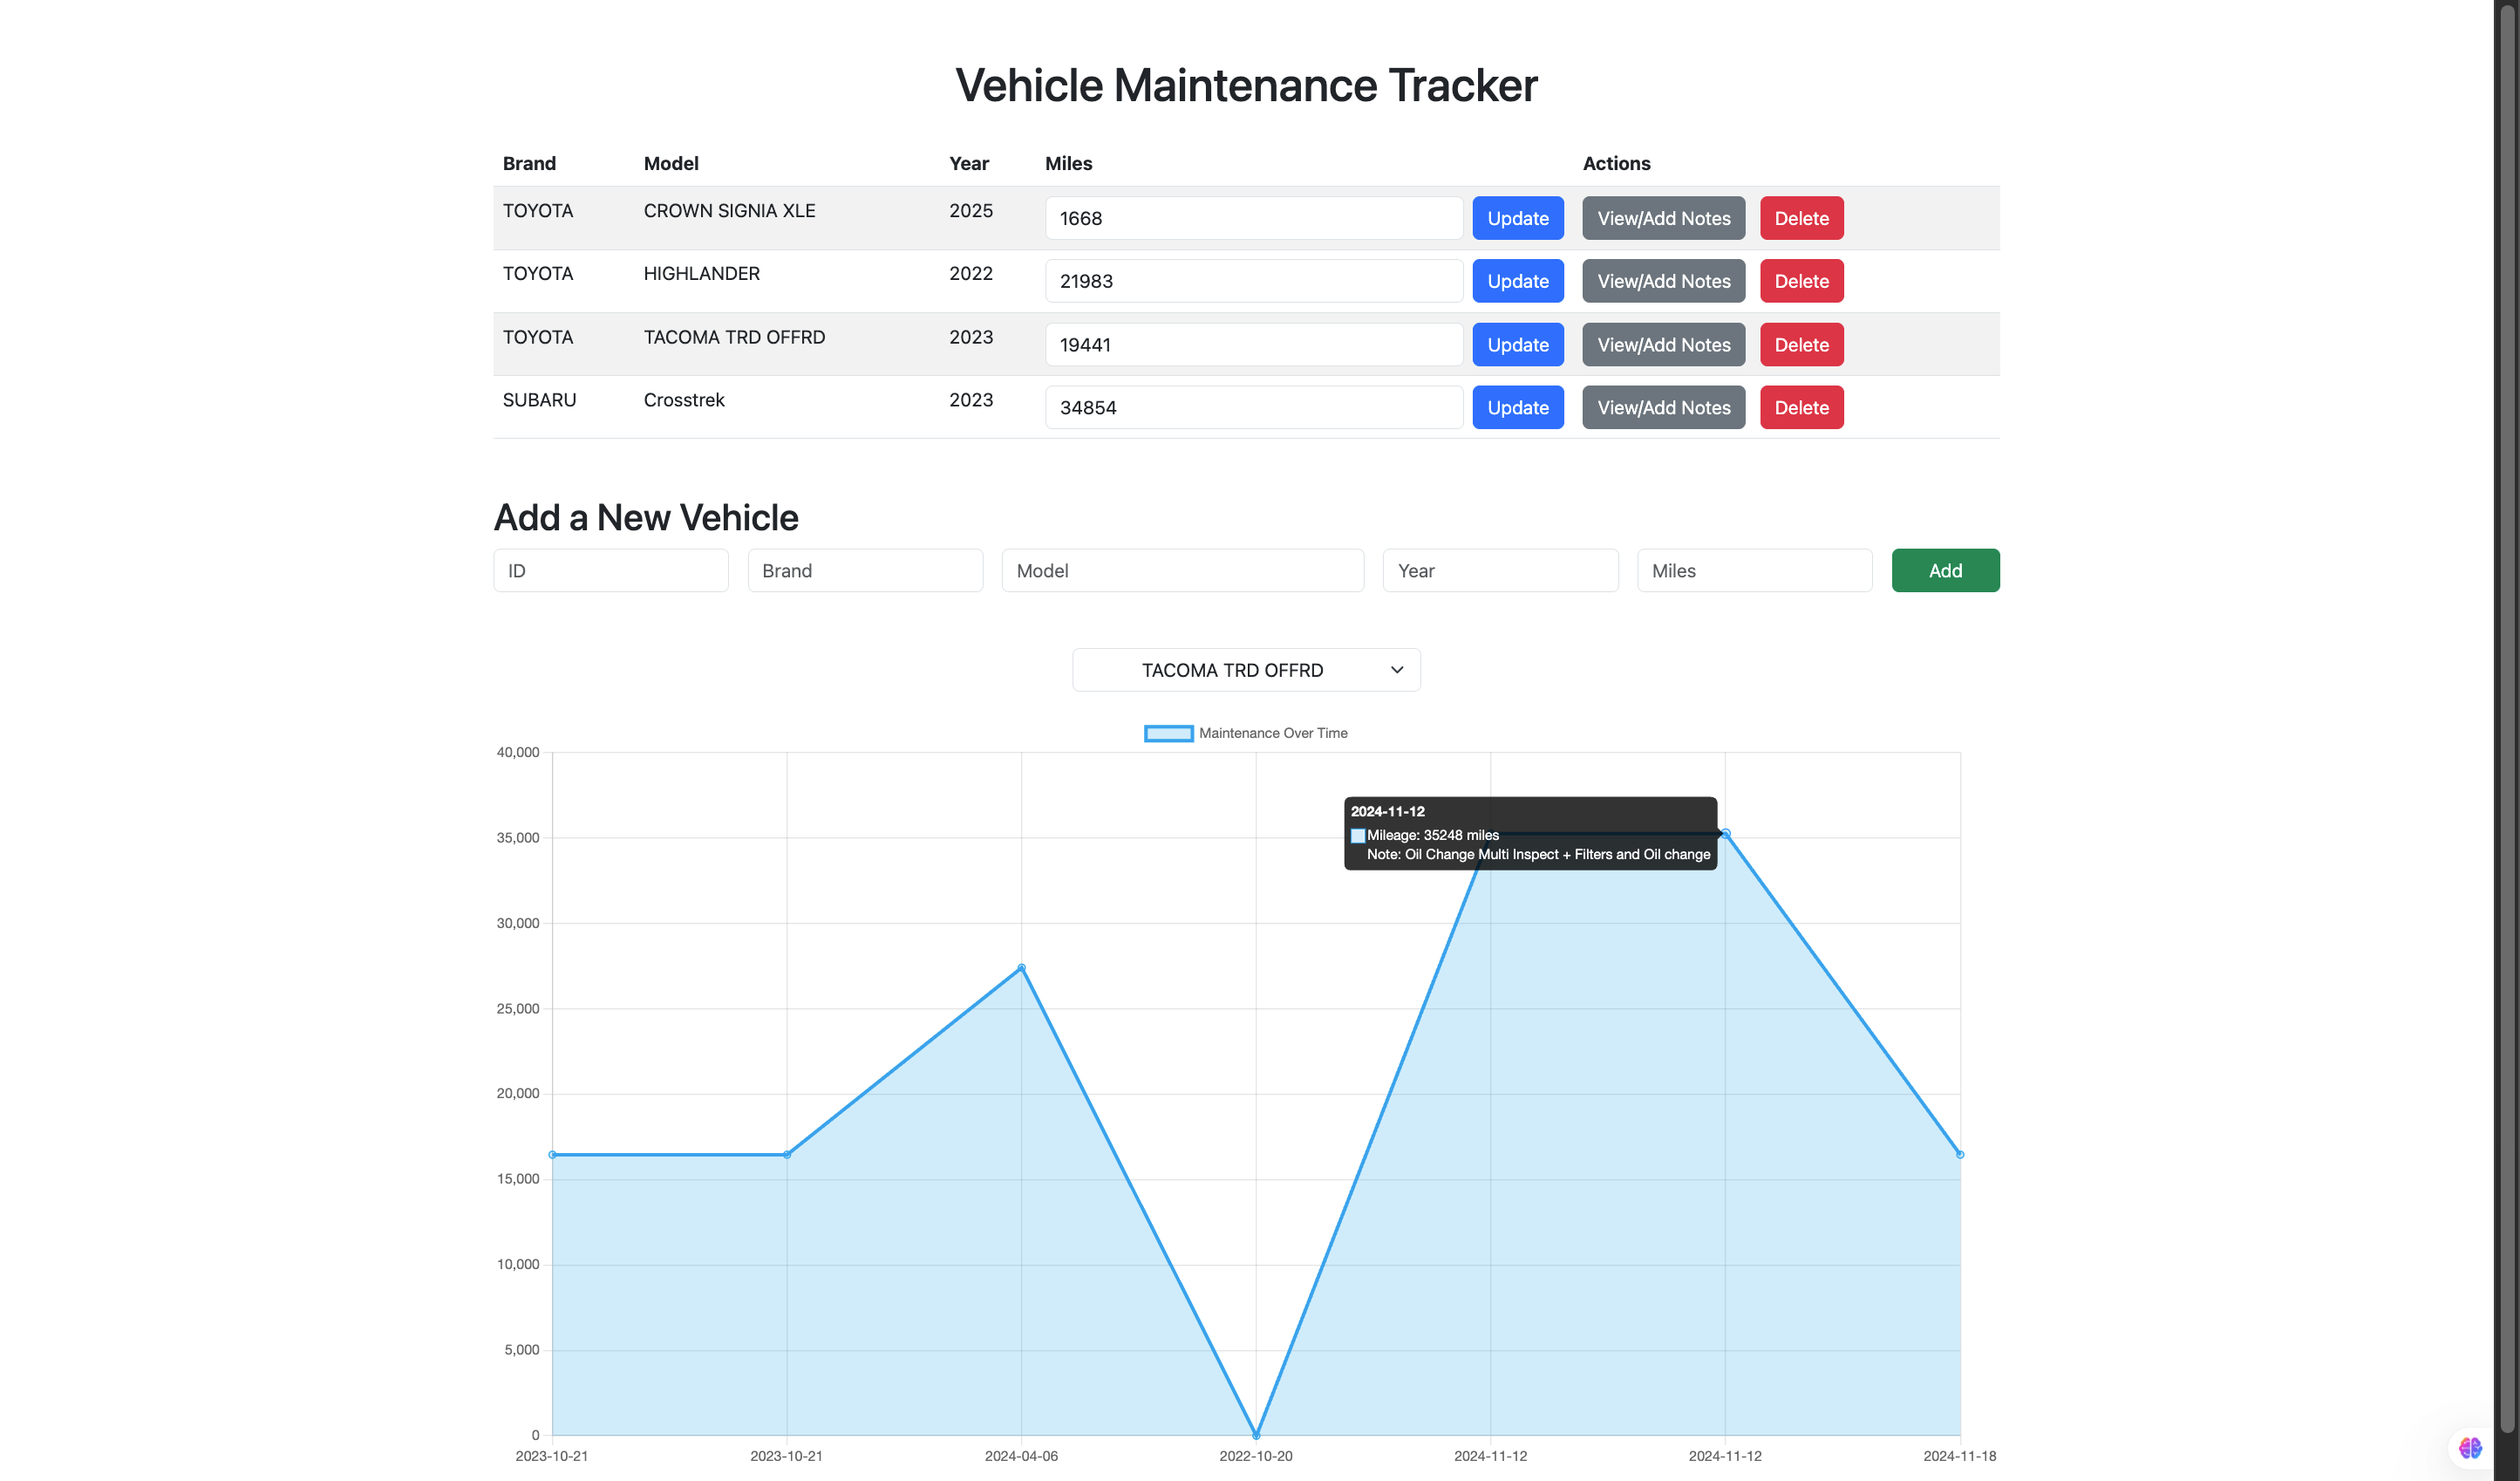 Vehicle Maintenance Tracker
Brand Model Year Miles Actions
TOYOTA CROWN SIGNIA XLE 2025 1668 Update View/Add Notes Delete
TOYOTA HIGHLANDER 2022 21983 Update View/Add Notes Delete
TOYOTA TACOMA TRD OFFRD 2023 19441 Update View/Add Notes Delete
SUBARU Crosstrek 2023 34854 Update View/Add Notes Delete
Add a New Vehicle
ID Brand Model Year Miles Add
TACOMA TRD OFFRD
Maintenance Over Time
40,000
2024-11-12
35,000
Mileage: 35248 miles
Note: Oil Change Multi Inspect + Filters and Oil change
30,000
25,000
20,000
15,000
10,000
5,000
0
2023-10-21 2023-10-21 2024-04-06 2022-10-20 2024-11-12 2024-11-12 2024-11-18